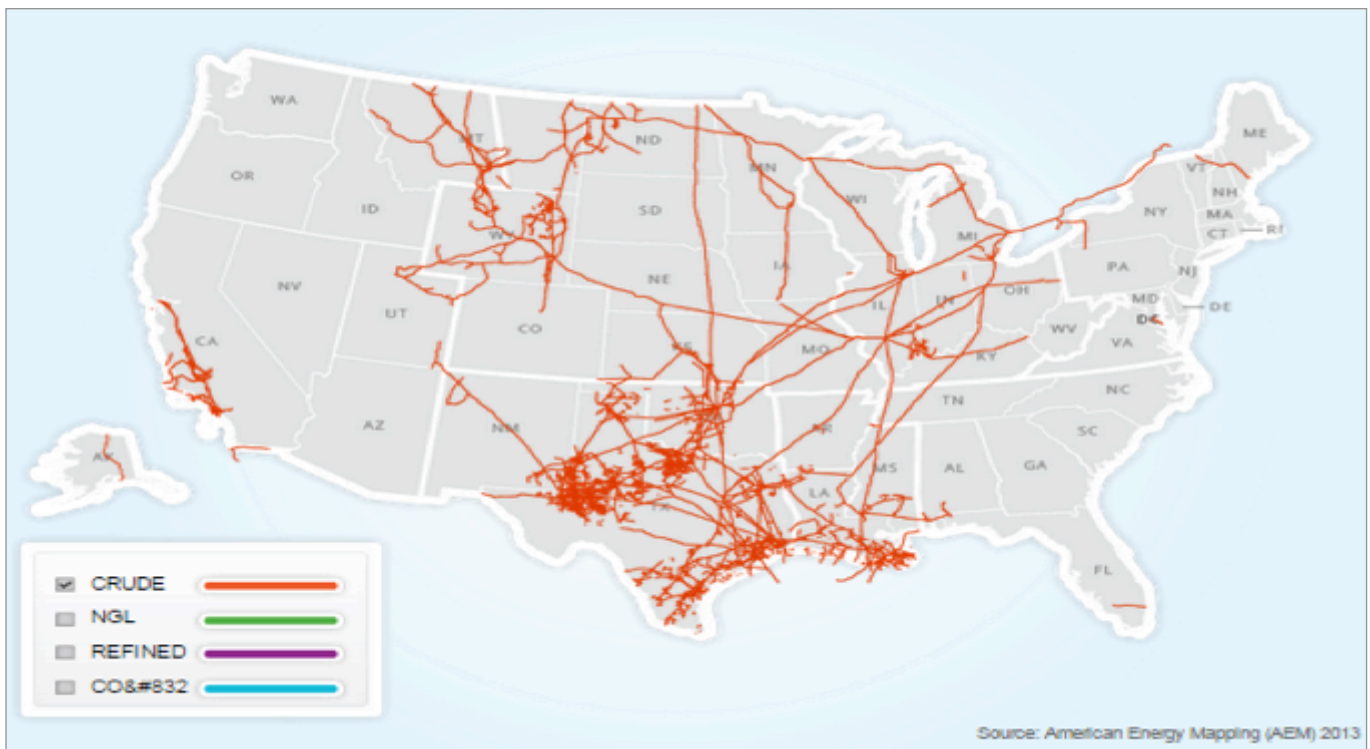 WA
MT
ND
MN
ME
OR
ID
SD
WI
VT
NH
NY
MA
CT
RI
MI
WY
IA
NE
PA
NJ
NV
UT
IL
IN
OH
MD
DE
DC
CO
CA
KS
MO
WV
VA
KY
NC
TN
AZ
NM
AR
SC
AK
MS
AL
GA
LA
TX
FL
CRUDE
NGL
REFINED
CO&#832
Source: American Energy Mapping (AEM) 2013